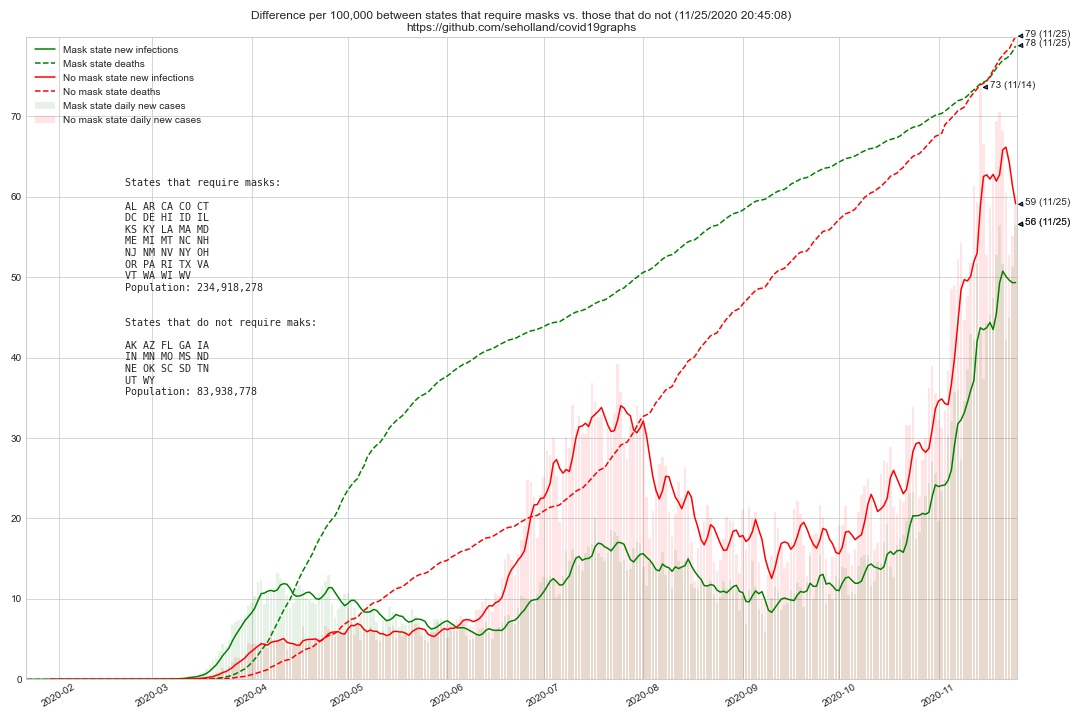 Difference per 100,000 between states that require masks vs. those that do not (11/25/2020 20:45:08)
https://github.com/seholland/covid19graphs
Mask state new infections
Mask state deaths
No mask state new infections
No mask state deaths
Mask state daily new cases
No mask state daily new cases
States that require masks:
AL AR CA CO CT
DC DE HI ID IL
KS KY LA MA MD
ME MI MT NC NH
NJ NM NV NY OH
OR PA RI TX VA
VT WA WI WV
Population: 234,918,278
States that do not require maks:
AK AZ FL GA IA
IN MN MO MS ND
NE OK SC SD TN
UT WY
Population: 83,938,778
79 (11/25)
78 (11/25)
73 (11/14)
59 (11/25)
56 (11/25)
70
60
50
40
30
20
10
0
2020-02
2020-03
2020-04
2020-05
2020-06
2020-07
2020-08
2020-09
2020-10
2020-11